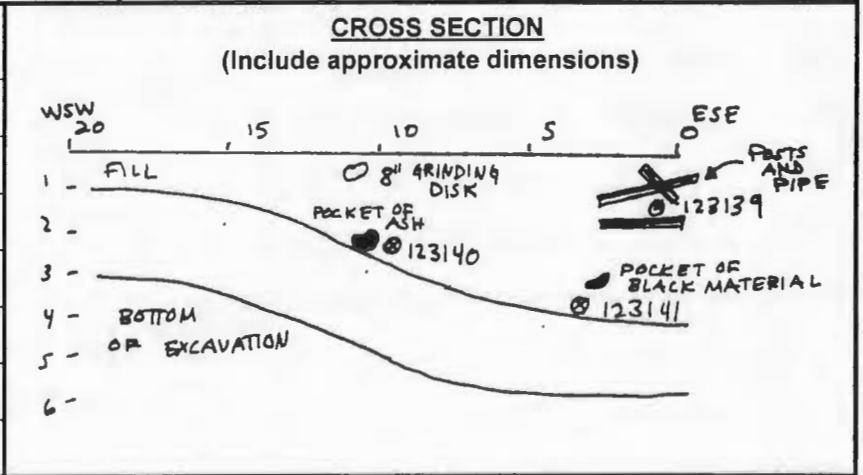 CROSS SECTION
(Include approximate dimensions)
WSW ESE
20 15 10 5 0
FILL
8" GRINDING
DISK
POSTS
AND
PIPE
1 -
2 -
3 -
4 -
5 -
6 -
POCKET OF
ASH
123140
123139
POCKET OF
BLACK MATERIAL
123141
BOTTOM
OF EXCAVATION